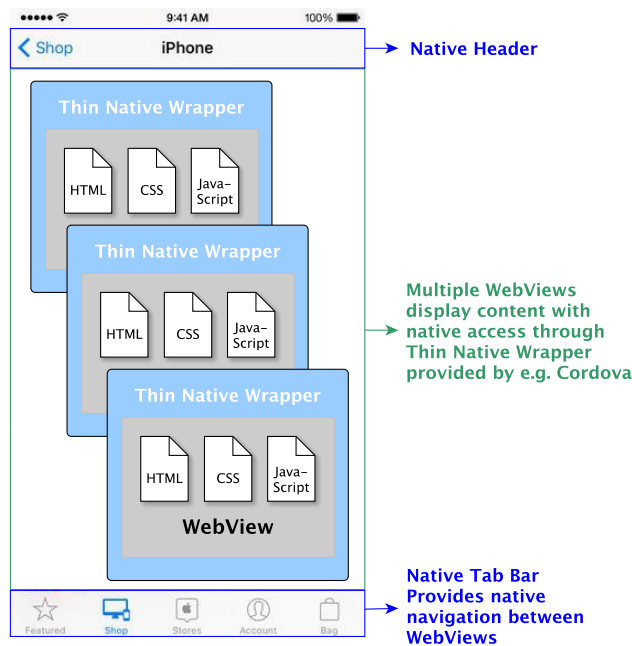 9:41 AM
100%
Shop
iPhone
Native Header
Thin Native Wrapper
HTML
CSS
Java-
Script
Thin Native Wrapper
HTML
CSS
Java-
Script
Multiple WebViews
display content with
native access through
Thin Native Wrapper
provided by e.g. Cordova
Thin Native Wrapper
HTML
CSS
Java-
Script
WebView
Native Tab Bar
Provides native
navigation between
WebViews
Featured
Shop
Stores
Account
Bag